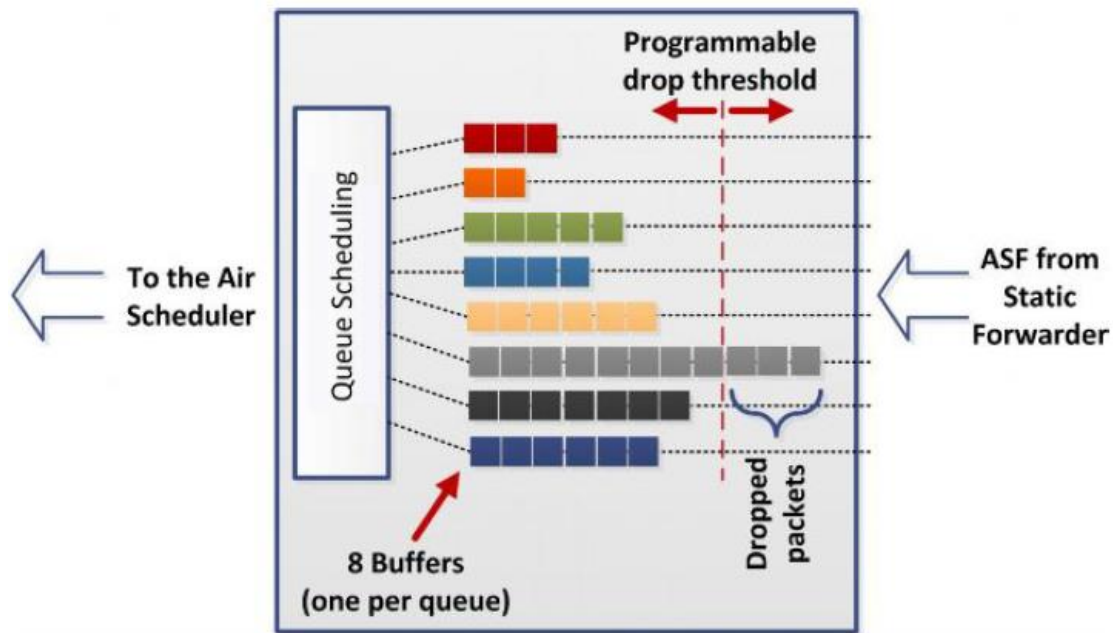 Programmable
drop threshold
Queue Scheduling
To the Air
Scheduler
ASF from
Static
Forwarder
Dropped
packets
8 Buffers
(one per queue)